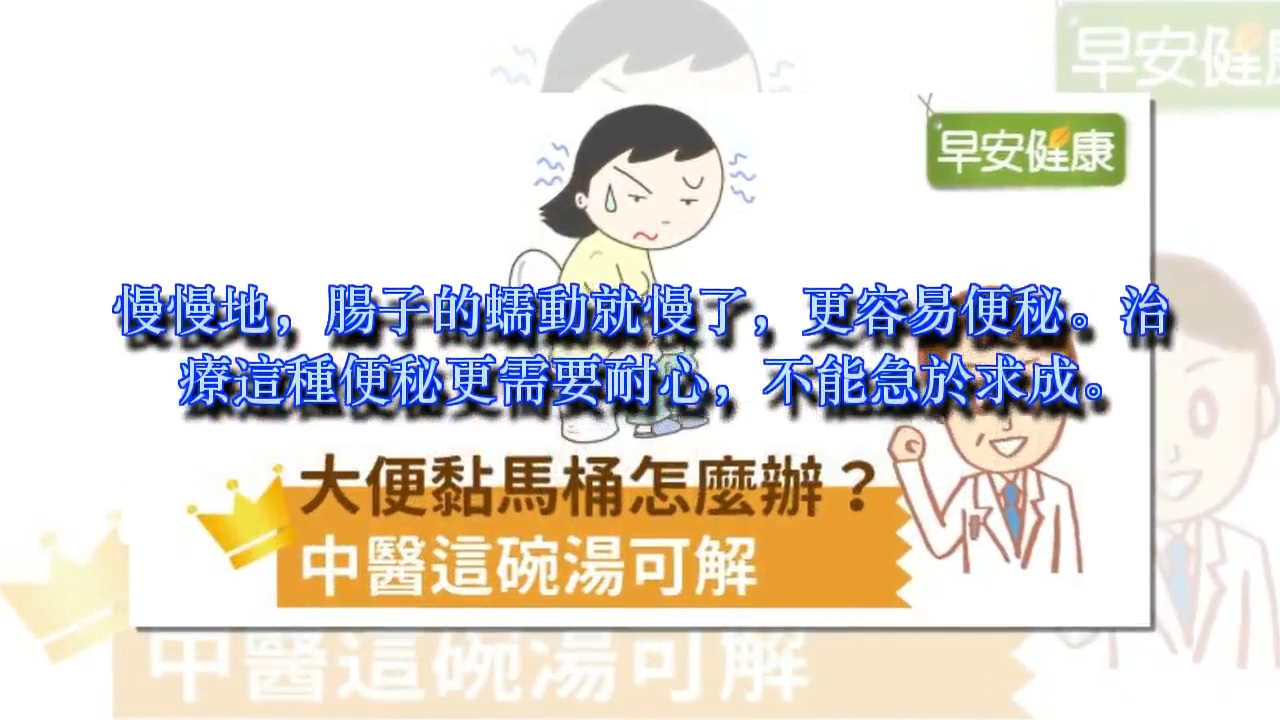 早安健
早安健康
慢慢地，腸子的蠕動就慢了，更容易便秘。治
療這種便秘更需要耐心，不能急於求成。
大便黏馬桶怎麼辦？
中醫這碗湯可解
中醫這碗湯可解